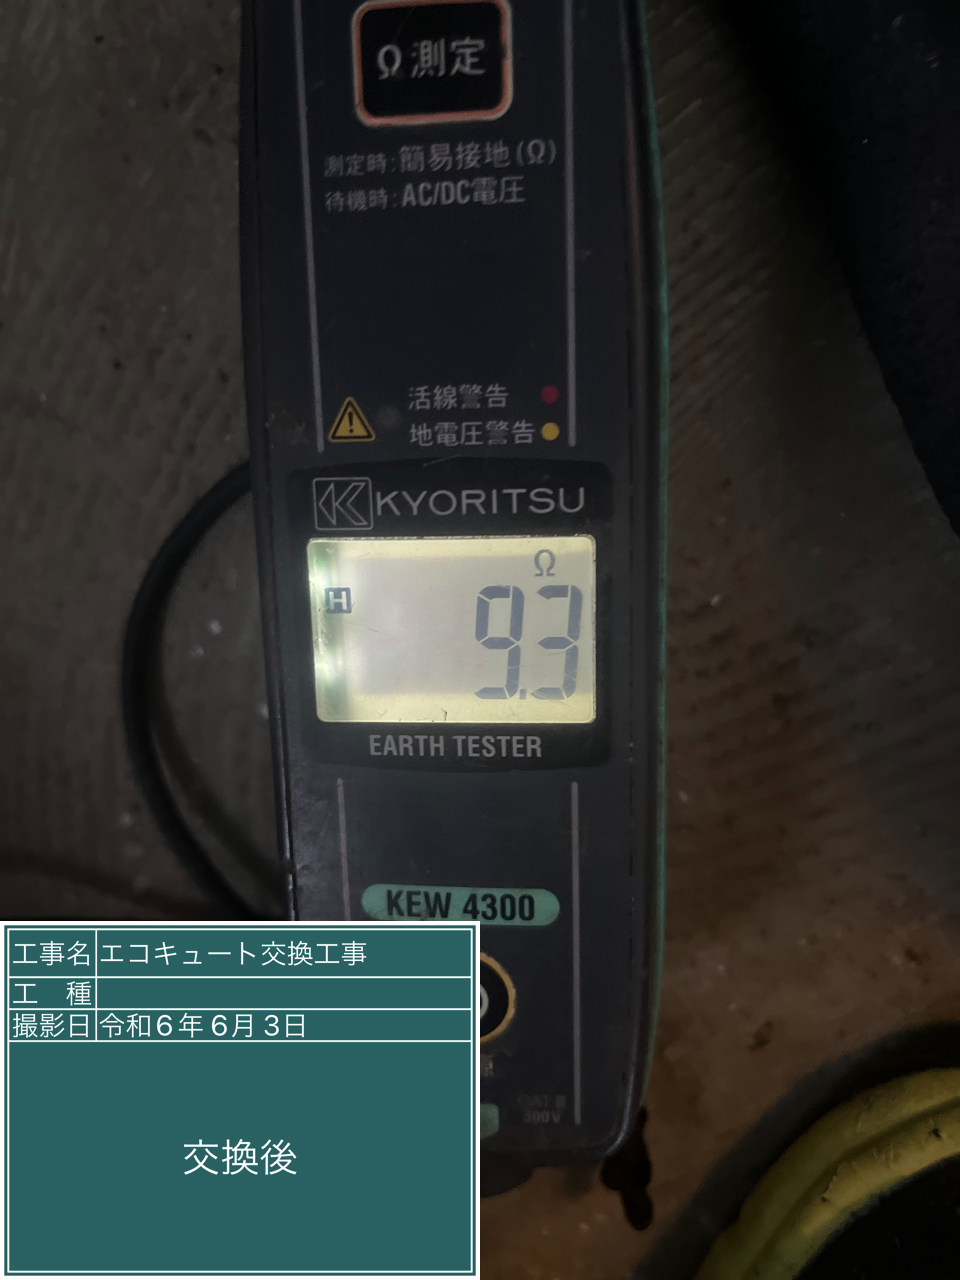 Ω 測定
測定時:簡易接地(Ω)
待機時:AC/DC電圧
活線警告
地電圧警告
KYORITSU
Ω
H
9.3
EARTH TESTER
KEW 4300
300V
工事名 エコキュート交換工事
工 種
撮影日 令和6年6月3日
交換後